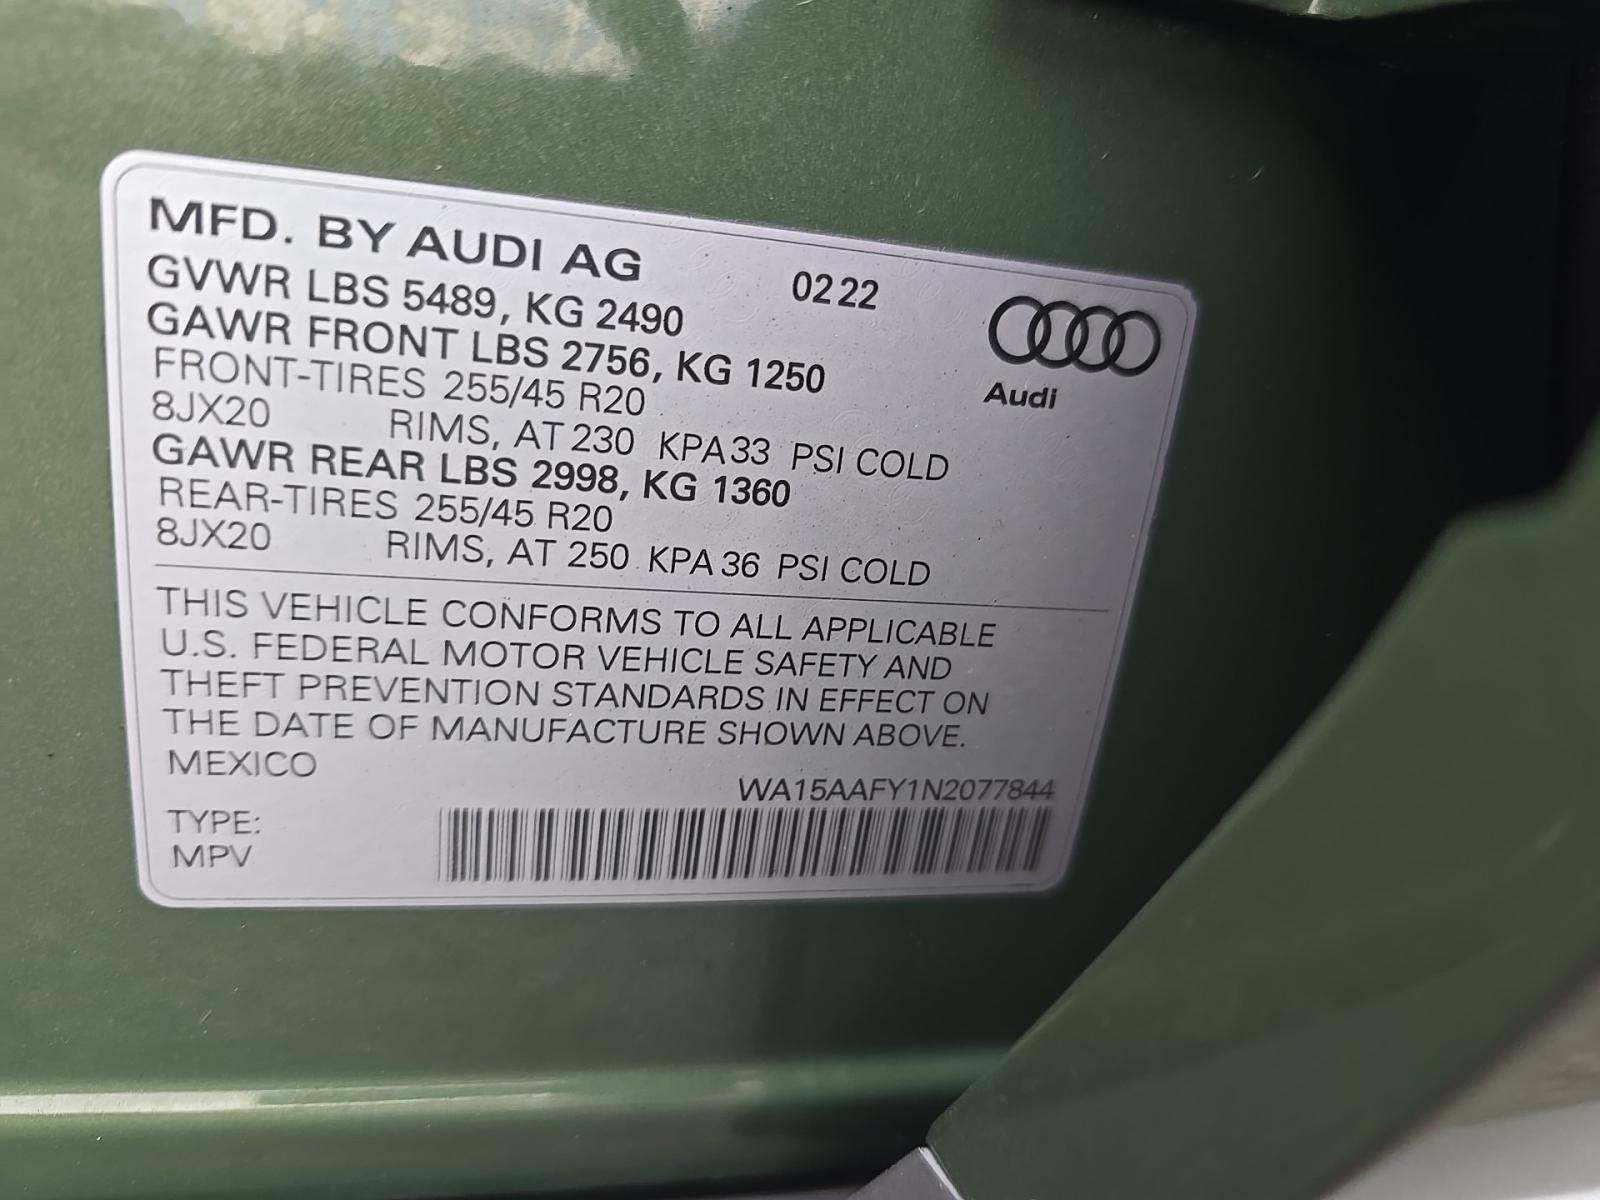 MFD. BY AUDI AG 02 22
GVWR LBS 5489, KG 2490
GAWR FRONT LBS 2756, KG 1250
FRONT-TIRES 255/45 R20
8JX20 RIMS, AT 230 KPA 33 PSI COLD
GAWR REAR LBS 2998, KG 1360
REAR-TIRES 255/45 R20
8JX20 RIMS, AT 250 KPA 36 PSI COLD
Audi
THIS VEHICLE CONFORMS TO ALL APPLICABLE
U.S. FEDERAL MOTOR VEHICLE SAFETY AND
THEFT PREVENTION STANDARDS IN EFFECT ON
THE DATE OF MANUFACTURE SHOWN ABOVE.
MEXICO
WA15AAFY1N2077844
TYPE:
MPV